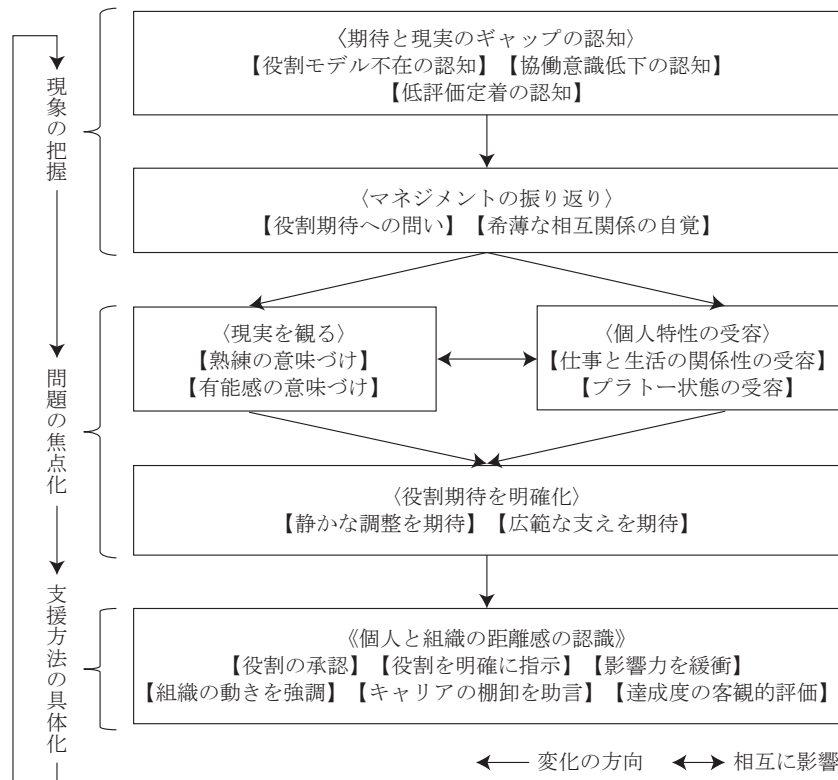 〈期待と現実のギャップの認知〉
【役割モデル不在の認知】【協働意識低下の認知】
【低評価定着の認知】
現象の把握
〈マネジメントの振り返り〉
【役割期待への問い】【希薄な相互関係の自覚】
〈現実を観る〉
【熟練の意味づけ】
【有能感の意味づけ】
〈個人特性の受容〉
【仕事と生活の関係性の受容】
【プラトー状態の受容】
問題の焦点化
〈役割期待を明確化〉
【静かな調整を期待】【広範な支えを期待】
支援方法の具体化
《個人と組織の距離感の認識》
【役割の承認】【役割を明確に指示】【影響力を緩衝】
【組織の動きを強調】【キャリアの棚卸を助言】【達成度の客観的評価】
変化の方向
相互に影響